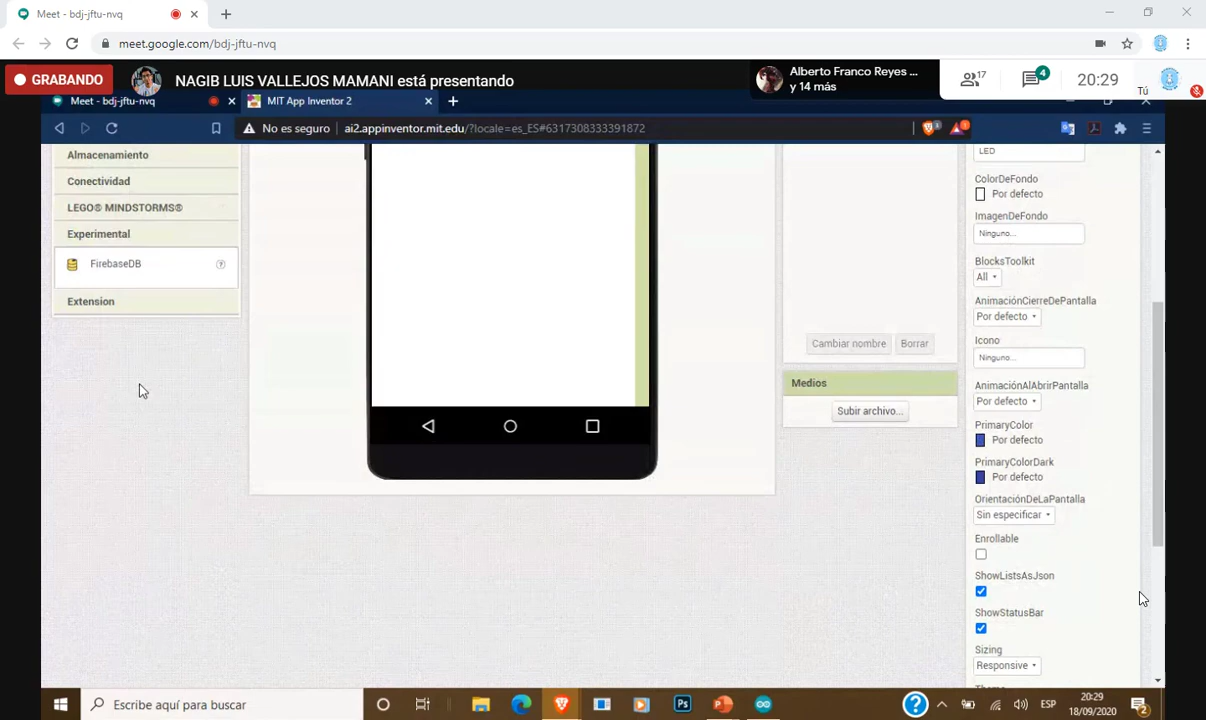 Meet - bdj-jftu-nvq
meet.google.com/bdj-jftu-nvq
GRABANDO
NAGIB LUIS VALLEJOS MAMANI está presentando
Alberto Franco Reyes ...
y 14 más
17
4
20:29
Tú
Meet - bdj-jftu-nvq
MIT App Inventor 2
No es seguro
ai2.appinventor.mit.edu/?locale=es_ES#6317308333391872
Almacenamiento
Conectividad
LEGO® MINDSTORMS®
Experimental
FirebaseDB
Extension
Cambiar nombre
Borrar
Medios
Subir archivo...
LED
ColorDeFondo
Por defecto
ImagenDeFondo
Ninguno...
BlocksToolkit
All
AnimaciónCierreDePantalla
Por defecto
Icono
Ninguno...
AnimaciónAlAbrirPantalla
Por defecto
PrimaryColor
Por defecto
PrimaryColorDark
Por defecto
OrientaciónDeLaPantalla
Sin especificar
Enrollable
ShowListsAsJson
ShowStatusBar
Sizing
Responsive
Escribe aquí para buscar
ESP
20:29
18/09/2020
2